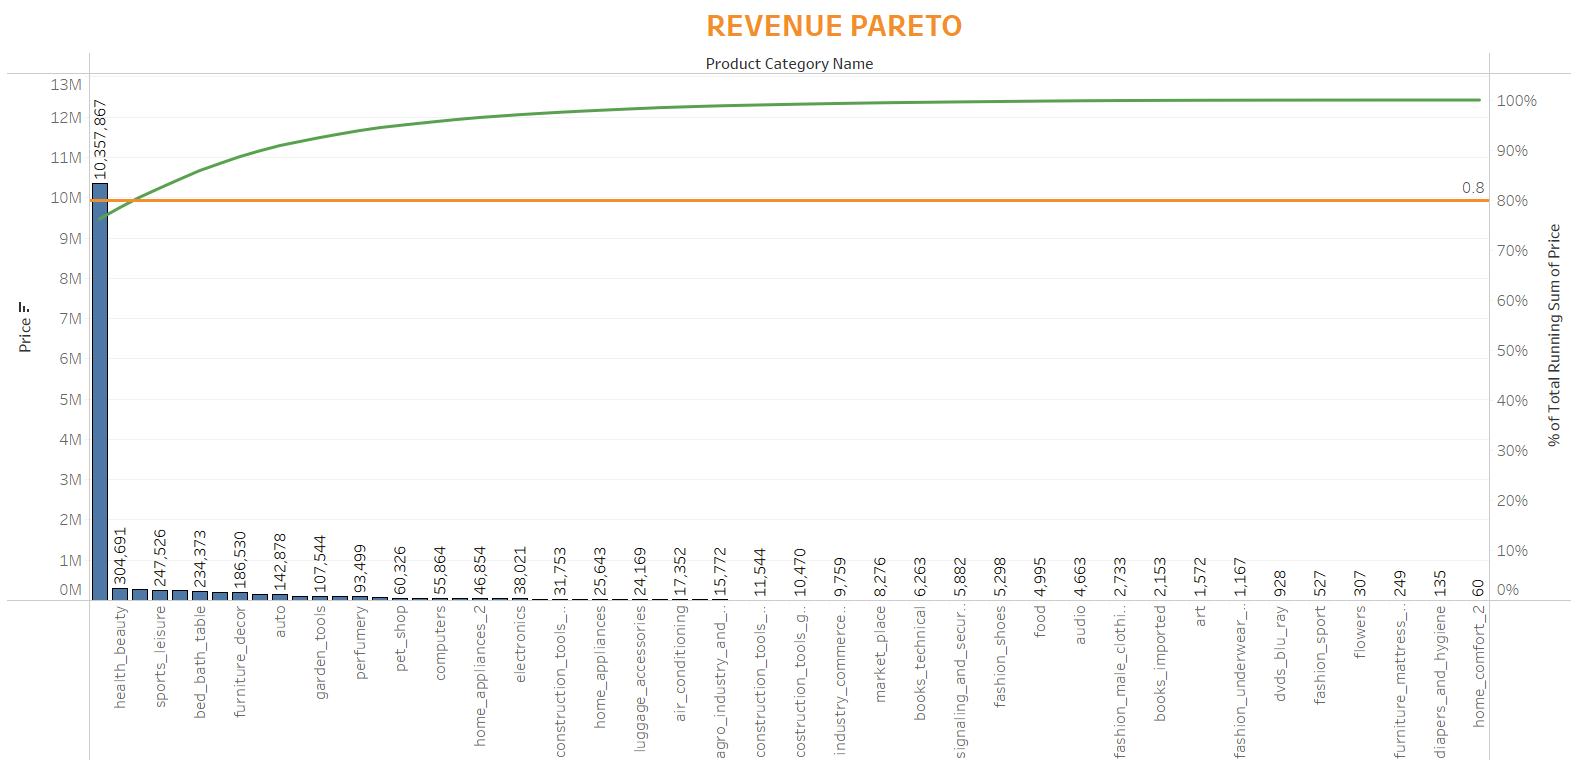 REVENUE PARETO
Product Category Name
13M
12M
11M
10M
9M
8M
7M
6M
5M
4M
3M
2M
1M
0M
Price
10,357,867
304,691
247,526
234,373
186,530
142,878
107,544
93,499
60,326
55,864
46,854
38,021
31,753
25,643
24,169
17,352
15,772
11,544
10,470
9,759
8,276
6,263
5,882
5,298
4,995
4,663
2,733
2,153
1,572
1,167
928
527
307
249
135
60
0.8
100%
90%
80%
70%
60%
50%
40%
30%
20%
10%
0%
% of Total Running Sum of Price
health_beauty
sports_leisure
bed_bath_table
furniture_decor
auto
garden_tools
perfumery
pet_shop
computers
home_appliances_2
electronics
construction_tools_..
home_appliances
luggage_accessories
air_conditioning
agro_industry_and_..
construction_tools_..
costruction_tools_g..
industry_commerce..
market_place
books_technical
signaling_and_secur..
fashion_shoes
food
audio
fashion_male_clothi..
books_imported
art
fashion_underwear_..
dvds_blu_ray
fashion_sport
flowers
furniture_mattress_..
diapers_and_hygiene
home_comfort_2